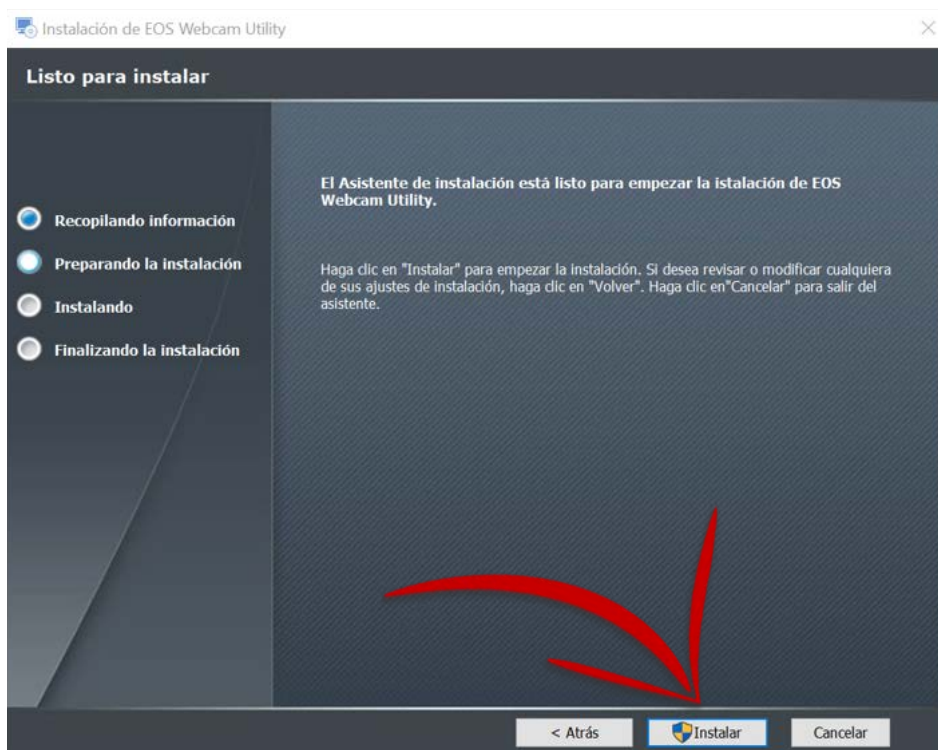 Instalación de EOS Webcam Utility
Listo para instalar
Recopilando información
Preparando la instalación
Instalando
Finalizando la instalación
El Asistente de instalación está listo para empezar la istalación de EOS
Webcam Utility.
Haga clic en "Instalar" para empezar la instalación. Si desea revisar o modificar cualquiera
de sus ajustes de instalación, haga clic en "Volver". Haga clic en"Cancelar" para salir del
asistente.
< Atrás
Instalar
Cancelar